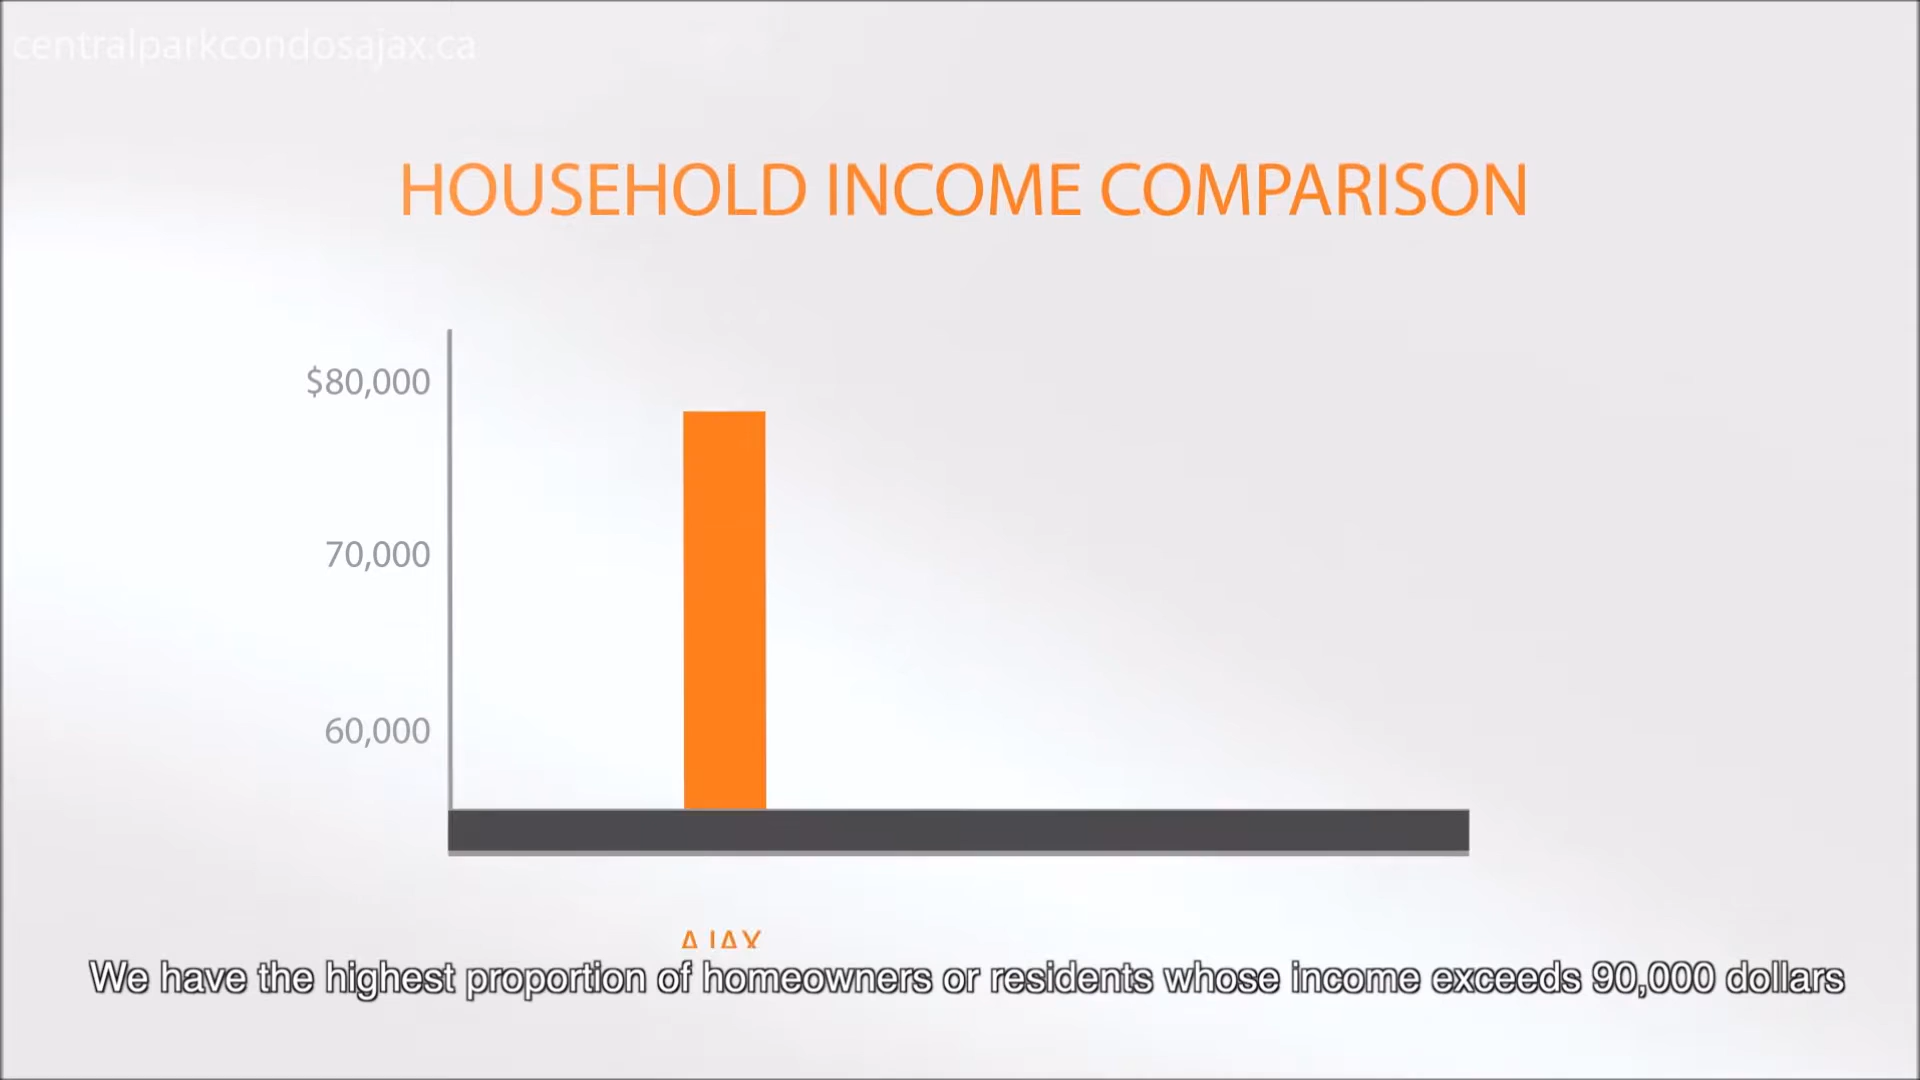 centralparkcondosajax.ca
HOUSEHOLD INCOME COMPARISON
$80,000
70,000
60,000
AJAX
We have the highest proportion of homeowners or residents whose income exceeds 90,000 dollars